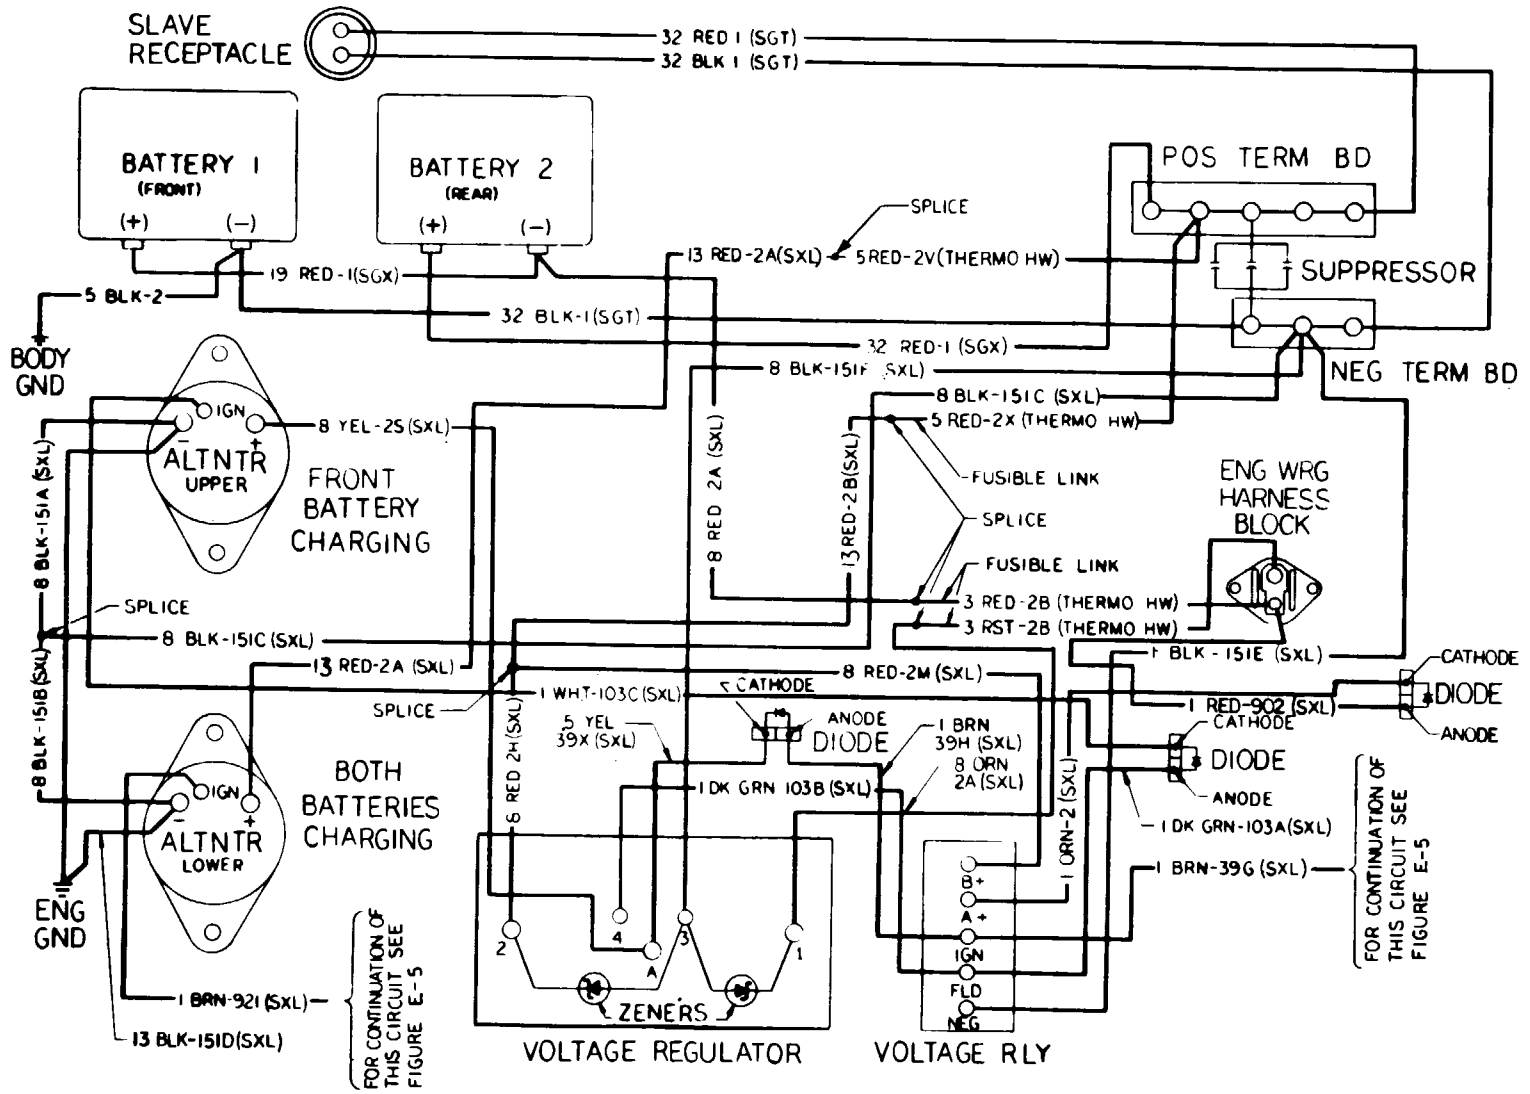 SLAVE
RECEPTACLE
32 RED 1 (SGT)
32 BLK 1 (SGT)
BATTERY 1
(FRONT)
(+) (-)
BATTERY 2
(REAR)
(+) (-)
POS TERM BD
SPLICE
13 RED-2A(SXL)
5RED-2V(THERMO HW)
SUPPRESSOR
19 RED-1(SGX)
5 BLK-2
32 BLK-1(SGT)
32 RED-1 (SGX)
BODY
GND
NEG TERM BD
8 BLK-151F (SXL)
8 BLK-151C (SXL)
5 RED-2X (THERMO HW)
IGN
- +
ALTNTR
UPPER
8 YEL-2S(SXL)
FRONT
BATTERY
CHARGING
8 BLK-151A (SXL)
8 RED 2A (SXL)
13RED-2B(SXL)
FUSIBLE LINK
SPLICE
FUSIBLE LINK
ENG WRG
HARNESS
BLOCK
3 RED-2B (THERMO HW)
3 RST-2B (THERMO HW)
SPLICE
8 BLK-151C(SXL)
1 BLK-151E (SXL)
13 RED-2A (SXL)
8 RED-2M (SXL)
CATHODE
DIODE
ANODE
1 RED-902 (SXL)
1 WHT-103C(SXL)
SPLICE
CATHODE
ANODE
DIODE
5 YEL
39X (SXL)
1 BRN
39H (SXL)
8 ORN
2A(SXL)
CATHODE
DIODE
ANODE
1 DK GRN 103B (SXL)
1 DK GRN-103A(SXL)
8 BLK-151B(SXL)
6 RED 2H(SXL)
1 ORN-2 (SXL)
IGN
- +
ALTNTR
LOWER
BOTH
BATTERIES
CHARGING
ENG
GND
1 BRN-39G (SXL)
FOR CONTINUATION OF
THIS CIRCUIT SEE
FIGURE E-5
B+
A+
IGN
FLD
NEG
2
4
A
3
1
ZENER'S
VOLTAGE REGULATOR
VOLTAGE RLY
1 BRN-921 (SXL)
13 BLK-151D(SXL)
FOR CONTINUATION OF
THIS CIRCUIT SEE
FIGURE E-5